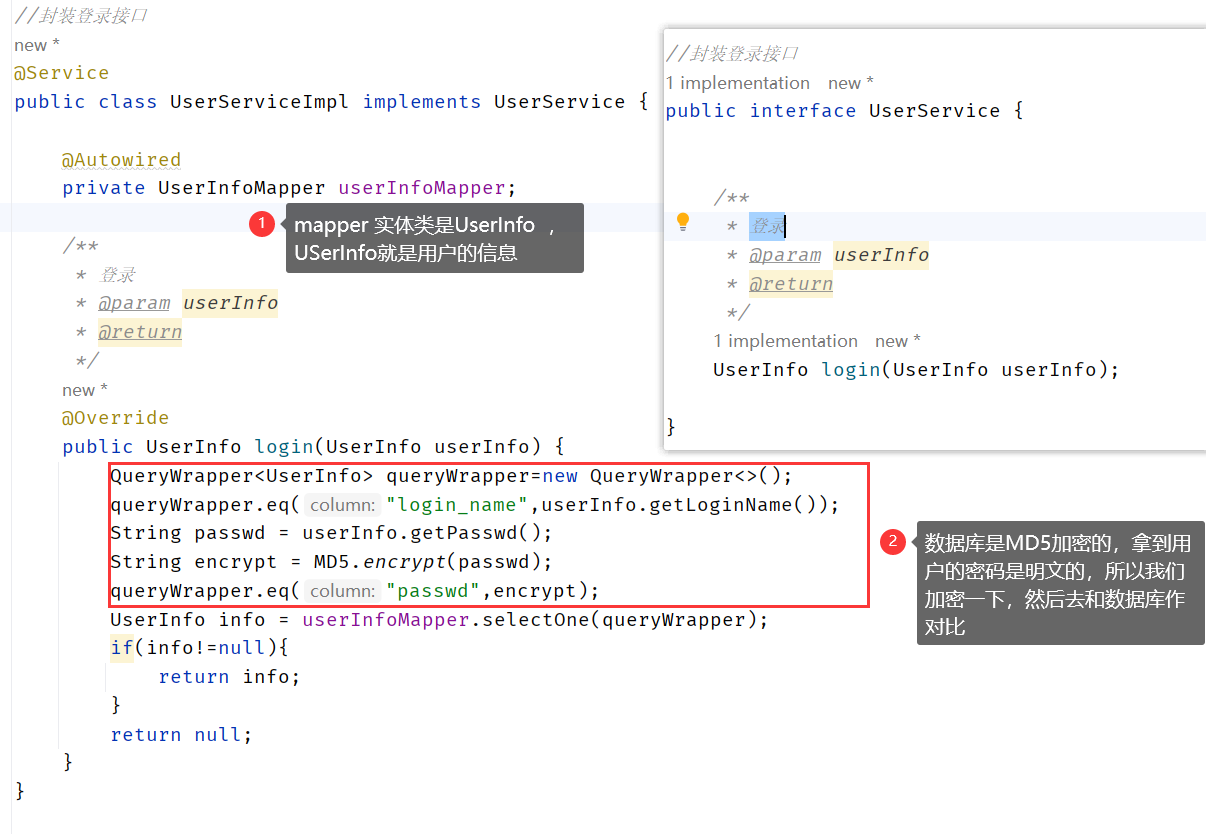 //封装登录接口
new *
@Service
public class UserServiceImpl implements UserService {
@Autowired
private UserInfoMapper userInfoMapper;
1
mapper 实体类是UserInfo ，
USerInfo就是用户的信息
/**
* 登录
* @param userInfo
* @return
*/
new *
@Override
public UserInfo login(UserInfo userInfo) {
QueryWrapper<UserInfo> queryWrapper=new QueryWrapper<>();
queryWrapper.eq( column: "login_name",userInfo.getLoginName());
String passwd = userInfo.getPasswd();
String encrypt = MD5.encrypt(passwd);
queryWrapper.eq( column: "passwd",encrypt);
2
数据库是MD5加密的，拿到用
户的密码是明文的，所以我们
加密一下，然后去和数据库作
对比
UserInfo info = userInfoMapper.selectOne(queryWrapper);
if(info!=null){
return info;
}
return null;
}
}
//封装登录接口
1 implementation new *
public interface UserService {
/**
* 登录
* @param userInfo
* @return
*/
1 implementation new *
UserInfo login(UserInfo userInfo);
}